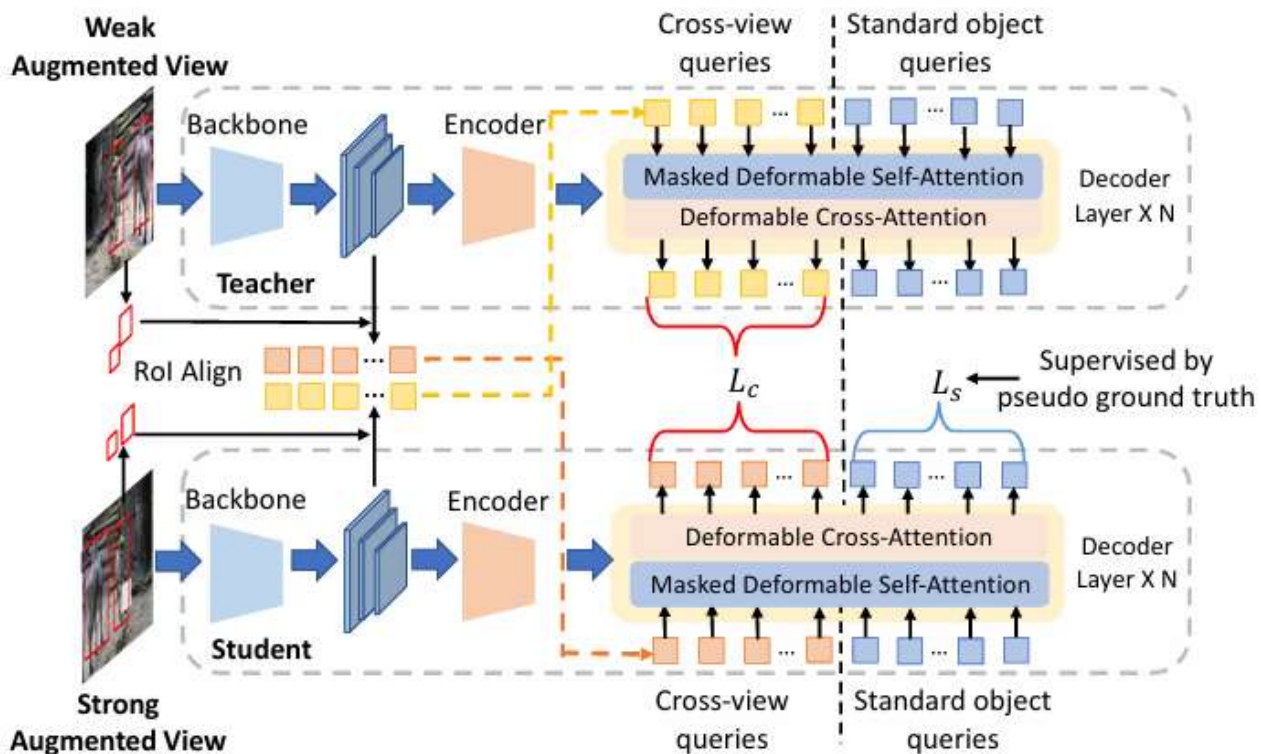 Weak
Augmented View
Cross-view
queries
Standard object
queries
Backbone
Encoder
...
...
Masked Deformable Self-Attention
Deformable Cross-Attention
Decoder
Layer X N
Teacher
...
...
RoI Align
...
...
L_c
L_s
Supervised by
pseudo ground truth
Backbone
Encoder
...
...
Deformable Cross-Attention
Masked Deformable Self-Attention
Decoder
Layer X N
Student
...
...
Strong
Augmented View
Cross-view
queries
Standard object
queries